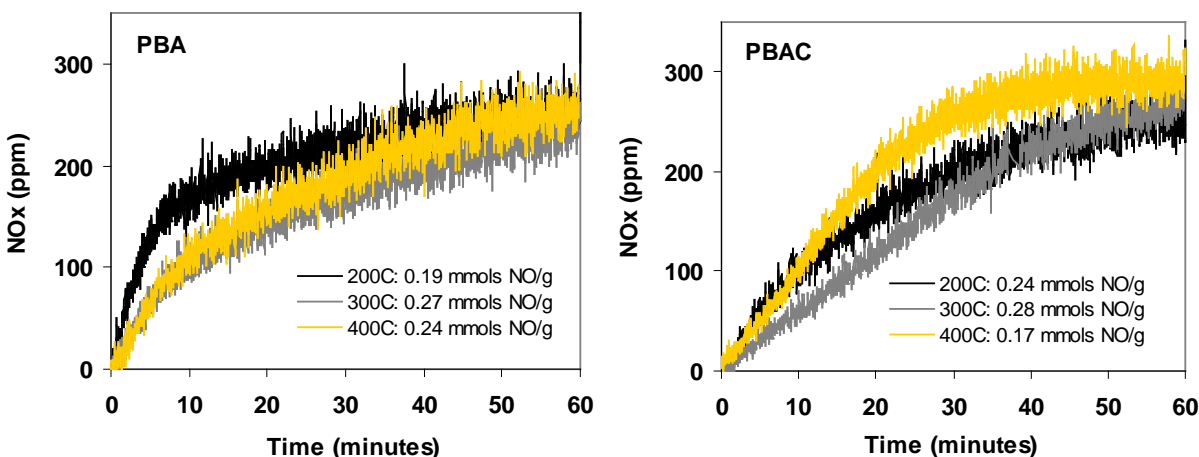 PBA
NOx (ppm)
300
200
100
0
200C: 0.19 mmols NO/g
300C: 0.27 mmols NO/g
400C: 0.24 mmols NO/g
0 10 20 30 40 50 60
Time (minutes)
PBAC
NOx (ppm)
300
200
100
0
200C: 0.24 mmols NO/g
300C: 0.28 mmols NO/g
400C: 0.17 mmols NO/g
0 10 20 30 40 50 60
Time (minutes)